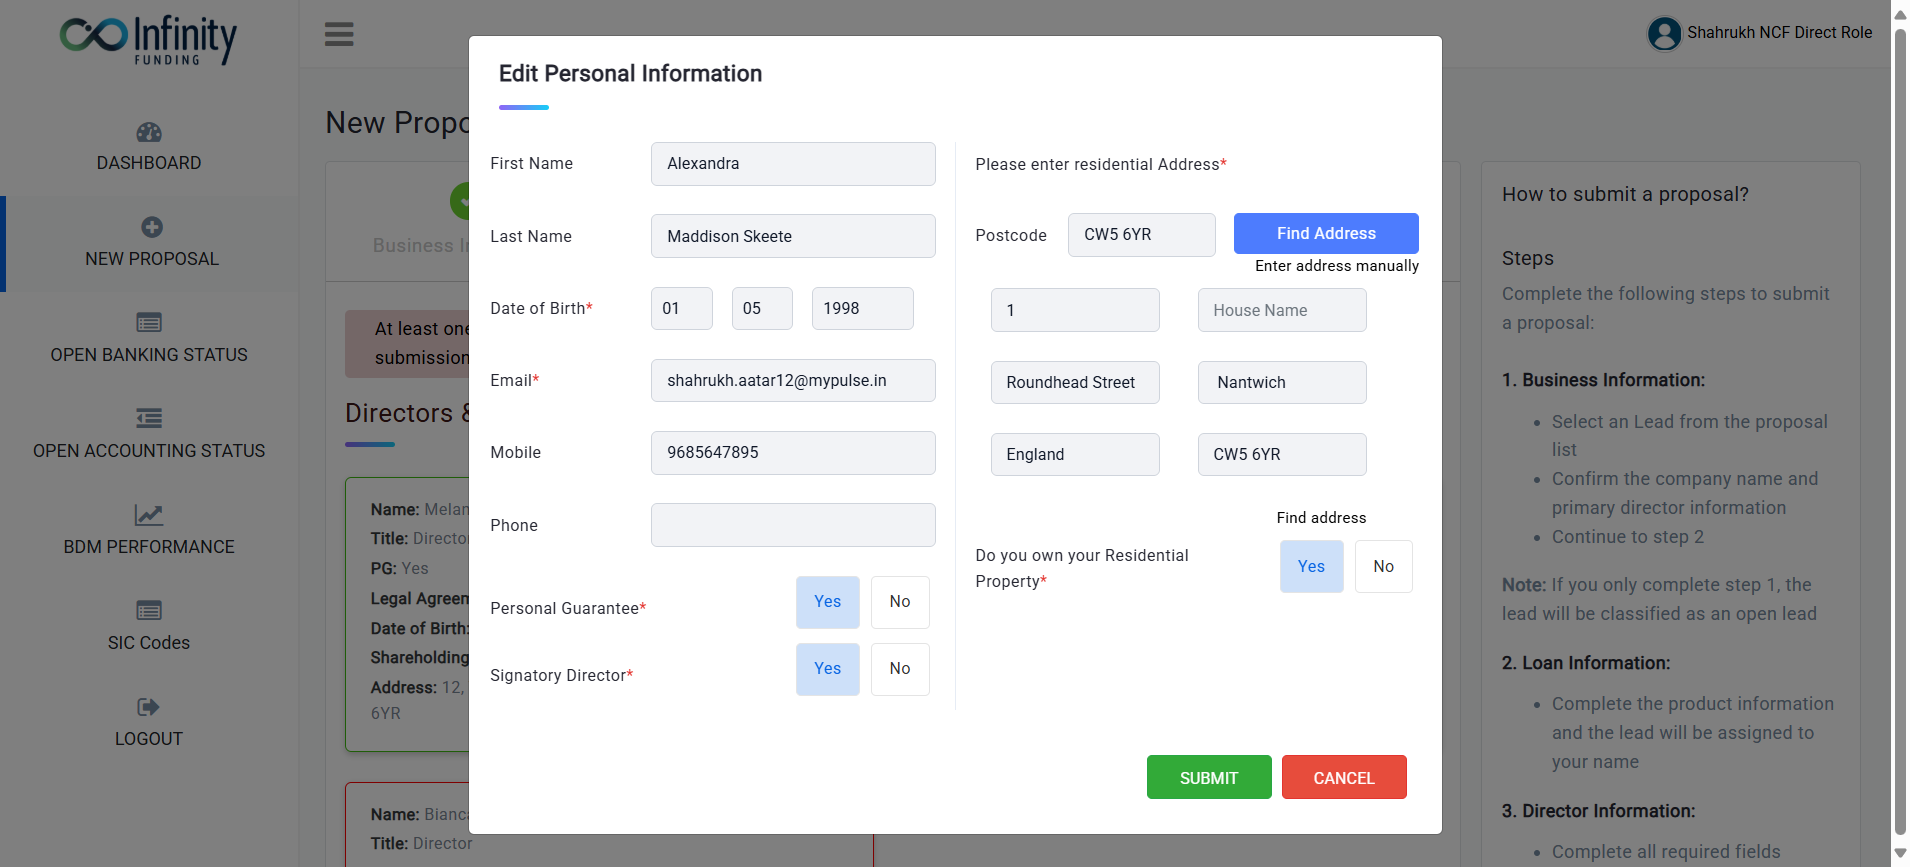 Infinity
FUNDING
DASHBOARD
NEW PROPOSAL
OPEN BANKING STATUS
OPEN ACCOUNTING STATUS
BDM PERFORMANCE
SIC Codes
LOGOUT
Shahrukh NCF Direct Role
New Propo
Business I
At least one
submission
Directors &
Name: Melan
Title: Director
PG: Yes
Legal Agreem
Date of Birth:
Shareholding
Address: 12,
6YR
Name: Bianca
Title: Director
Edit Personal Information
First Name
Alexandra
Last Name
Maddison Skeete
Date of Birth*
01
05
1998
Email*
shahrukh.aatar12@mypulse.in
Mobile
9685647895
Phone
Personal Guarantee*
Yes
No
Signatory Director*
Yes
No
Please enter residential Address*
Postcode
CW5 6YR
Find Address
Enter address manually
1
House Name
Roundhead Street
Nantwich
England
CW5 6YR
Find address
Do you own your Residential
Property*
Yes
No
SUBMIT
CANCEL
How to submit a proposal?
Steps
Complete the following steps to submit
a proposal:
1. Business Information:
• Select an Lead from the proposal
list
• Confirm the company name and
primary director information
• Continue to step 2
Note: If you only complete step 1, the
lead will be classified as an open lead
2. Loan Information:
• Complete the product information
and the lead will be assigned to
your name
3. Director Information:
• Complete all required fields